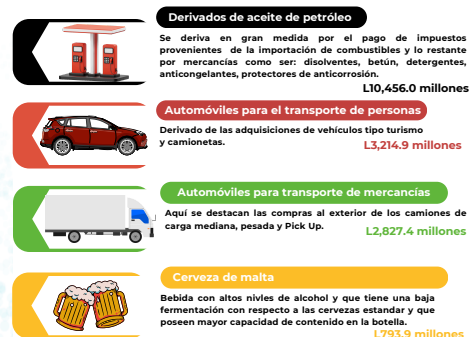 Derivados de aceite de petróleo
Se deriva en gran medida por el pago de impuestos
provenientes de la importación de combustibles y lo restante
por mercancías como ser: disolventes, betún, detergentes,
anticongelantes, protectores de anticorrosión.
L10,456.0 millones
Automóviles para el transporte de personas
Derivado de las adquisiciones de vehículos tipo turismo
y camionetas.
L3,214.9 millones
Automóviles para transporte de mercancías
Aquí se destacan las compras al exterior de los camiones de
carga mediana, pesada y Pick Up.
L2,827.4 millones
Cerveza de malta
Bebida con altos nivles de alcohol y que tiene una baja
fermentación con respecto a las cervezas estandar y que
poseen mayor capacidad de contenido en la botella.
L793.9 millones